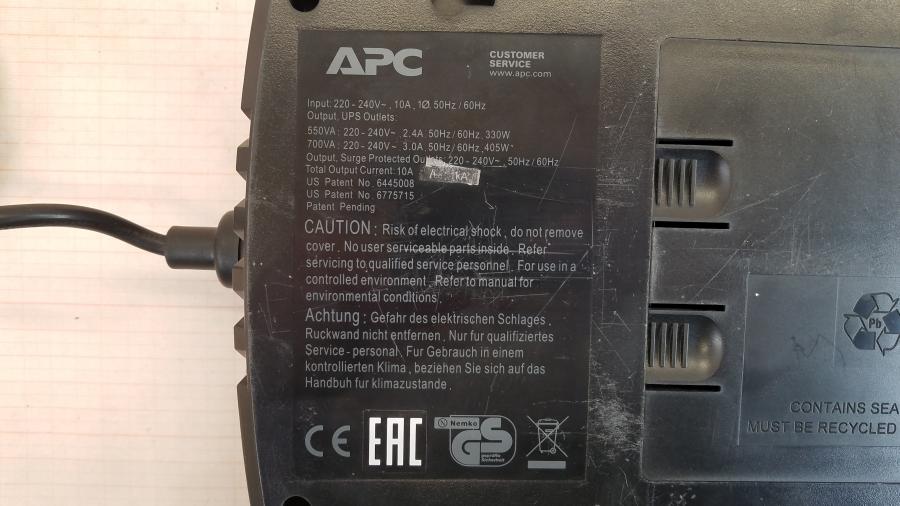 APC
CUSTOMER
SERVICE
www.apc.com
Input: 220 - 240V~ , 10A, 1Ø, 50Hz / 60Hz
Output, UPS Outlets:
550VA : 220 - 240V~ , 2.4A, 50Hz / 60Hz, 330W
700VA : 220 - 240V~ , 3.0A, 50Hz / 60Hz, 405W
Output, Surge Protected Outlets: 220 - 240V~, 50Hz / 60Hz
Total Output Current: 10A
US Patent No. 6445008
US Patent No. 6775715
Patent Pending
CAUTION : Risk of electrical shock, do not remove
cover. No user serviceable parts inside. Refer
servicing to qualified service personnel. For use in a
controlled environment. Refer to manual for
environmental conditions.
Achtung : Gefahr des elektrischen Schlages.
Ruckwand nicht entfernen. Nur fur qualifiziertes
Service - personal. Fur Gebrauch in einem
kontrollierten Klima, beziehen Sie sich auf das
Handbuh fur klimazustande.
CE EAC N Nemko GS
geprüfte
Sicherheit
Pb
CONTAINS SEA
MUST BE RECYCLED